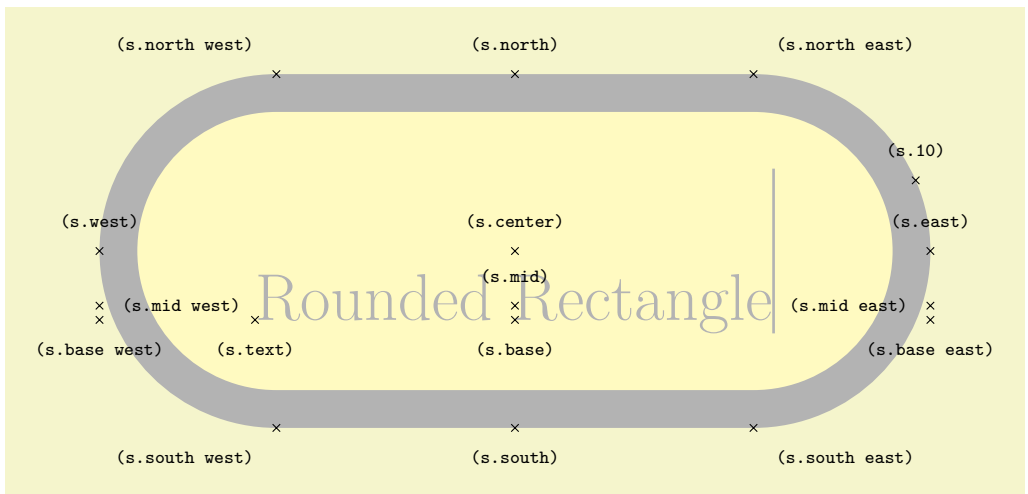 (s.north west) (s.north) (s.north east)
(s.10)
(s.west) (s.center) (s.east)
(s.mid)
Rounded Rectangle
(s.mid west) (s.mid east)
(s.base west) (s.text) (s.base) (s.base east)
(s.south west) (s.south) (s.south east)